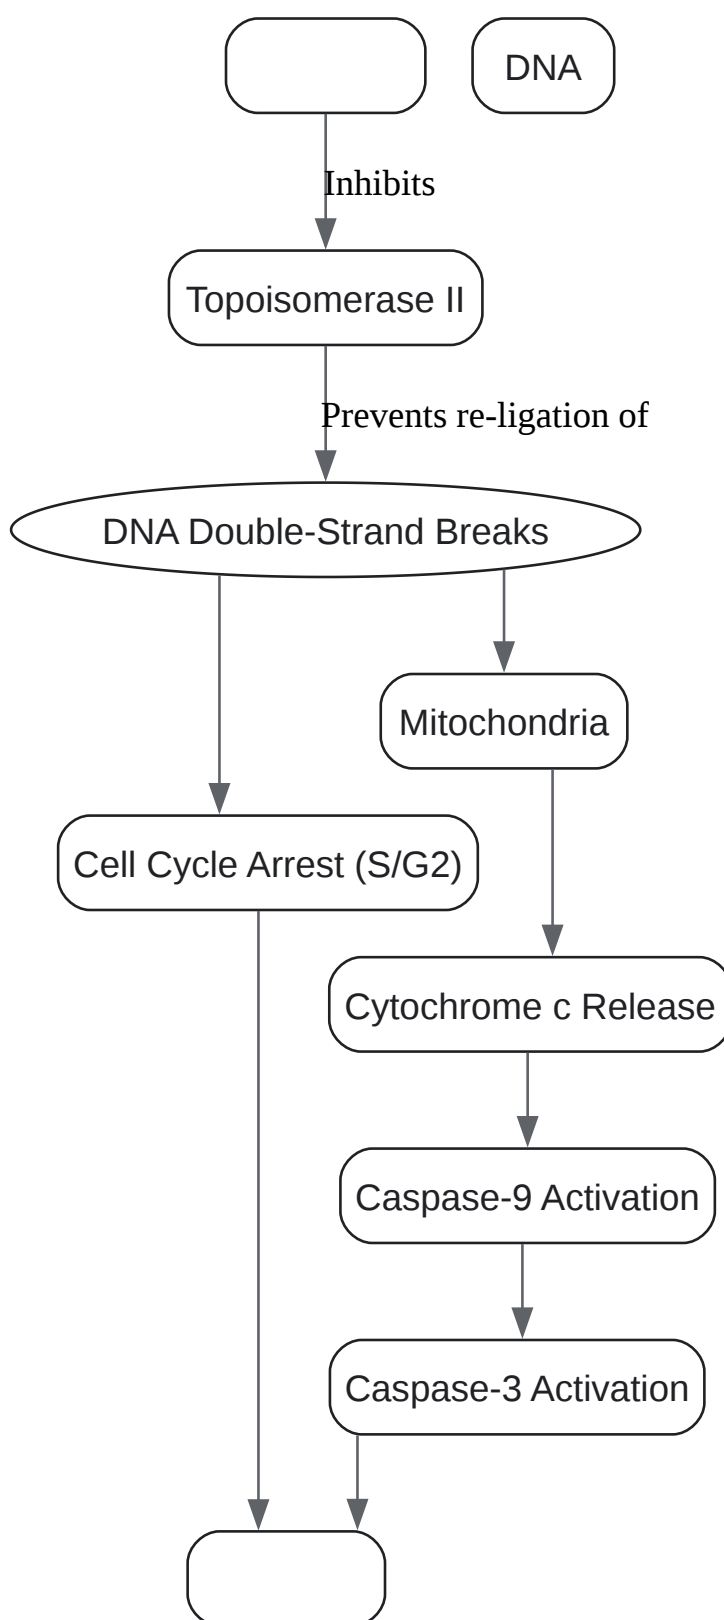 DNA
Inhibits
Topoisomerase II
Prevents re-ligation of
DNA Double-Strand Breaks
Mitochondria
Cell Cycle Arrest (S/G2)
Cytochrome c Release
Caspase-9 Activation
Caspase-3 Activation